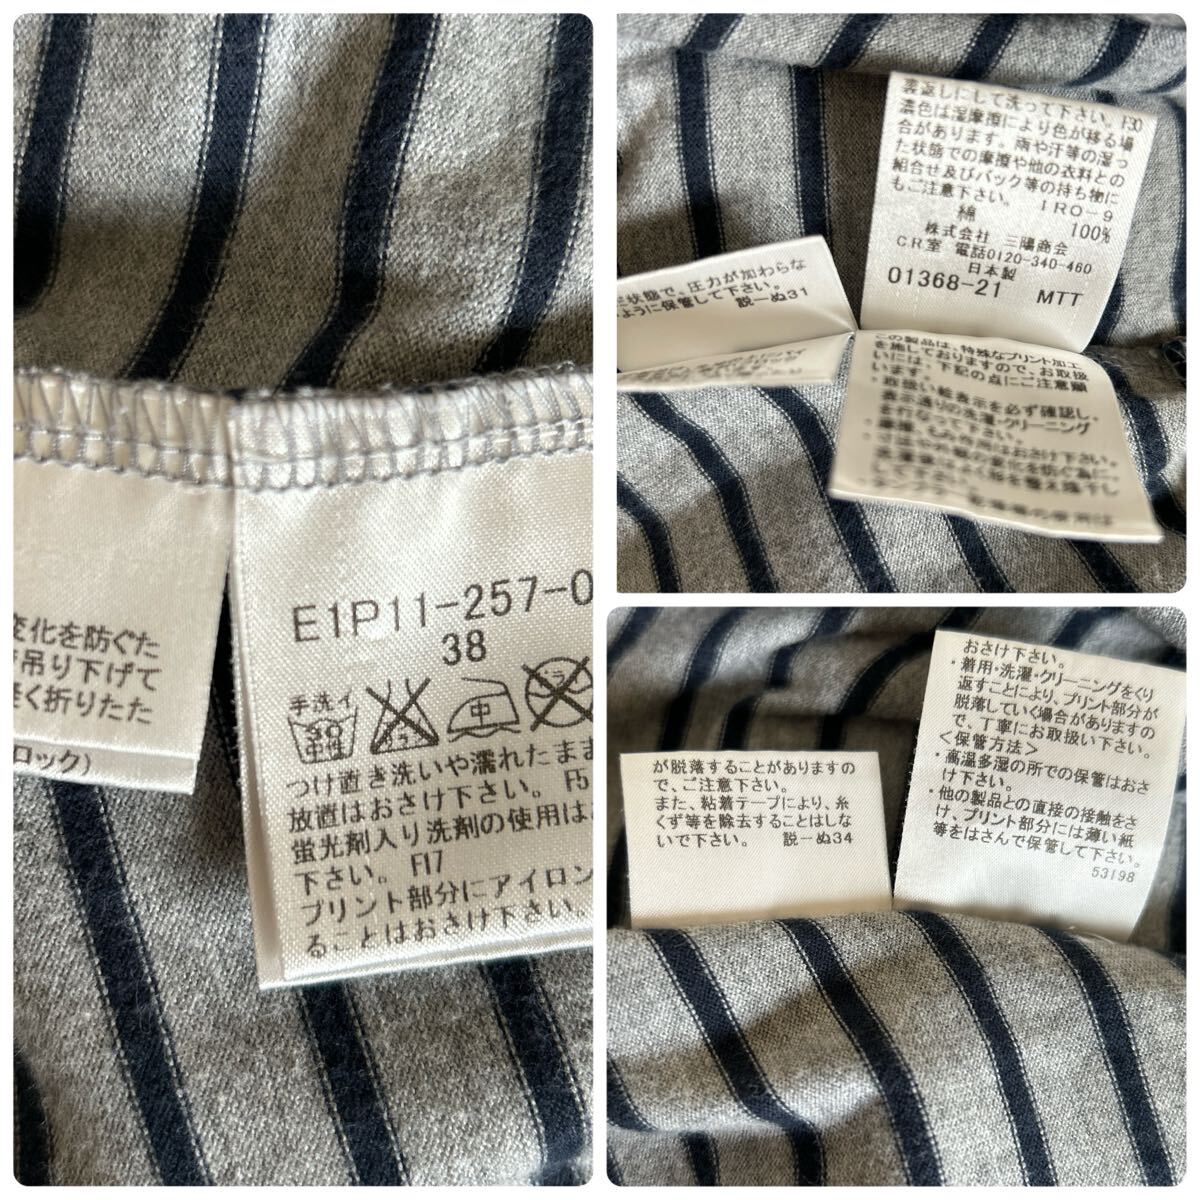 変化を防ぐた
吊り下げて
軽く折りたた
ロック)
E1P11-257-0
38
手洗イ
30
中性
中
つけ置き洗いや濡れたまま
放置はおさけ下さい。 F5
蛍光剤入り洗剤の使用は
下さい。 F17
プリント部分にアイロン
ることはおさけ下さい。
裏返しにして洗って下さい。F30
濃色は湿摩擦により色が移る場
合があります。雨や汗等の湿っ
た状態での摩擦や他の衣料との
組合せ及びバック等の持ち物に
もご注意下さい。 IRO-9
綿 100%
株式会社 三陽商会
CR室 電話0120-340-460
日本製
01368-21 MTT
状態で、圧力が加わらな
ように保管して下さい。
説-ぬ31
この製品は、特殊なプリント加工
を施しておりますので、お取扱
いには、下記の点にご注意願
います。
・取扱い絵表示を必ず確認し、
表示通りの洗濯・クリーニング
を行なって下さい。
おさけ下さい。
・着用・洗濯・クリーニングをくり
返すことにより、プリント部分が
脱落していく場合がありますの
で、丁寧にお取扱い下さい。
<保管方法>
・高温多湿の所での保管はおさ
け下さい。
・他の製品との直接の接触をさ
け、プリント部分には薄い紙
等をはさんで保管して下さい。
53198
が脱落することがありますの
で、ご注意下さい。
また、粘着テープにより、糸
くず等を除去することはしな
いで下さい。 説-ぬ34